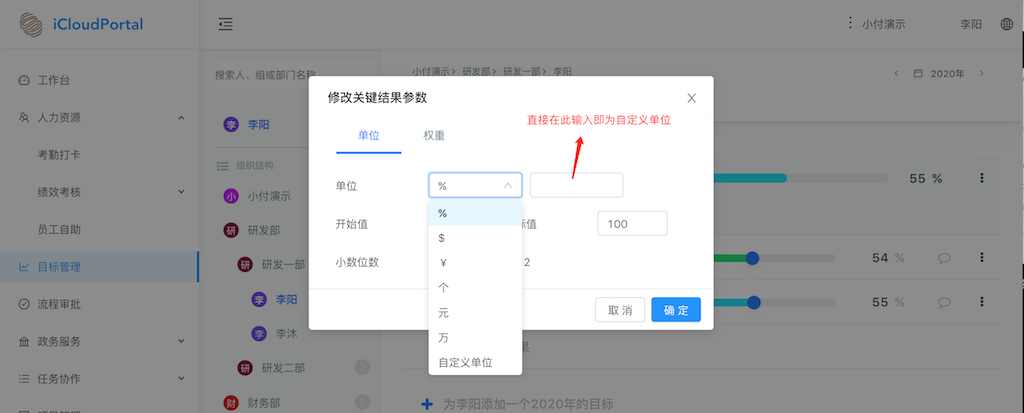 iCloudPortal
小付演示
李阳
搜索人、组或部门名称
小付演示 > 研发部 > 研发一部 > 李阳
< 2020年 >
工作台
人力资源
考勤打卡
绩效考核
员工自助
目标管理
流程审批
政务服务
任务协作
李 李阳
组织结构
小 小付演示
研 研发部
研 研发一部
李 李阳
李 李沐
研 研发二部
财 财务部
修改关键结果参数
直接在此输入即为自定义单位
单位
权重
单位
%
%
$
¥
个
元
万
自定义单位
开始值
标值
100
小数位数
2
取 消
确 定
55 %
54 %
55 %
果
为李阳添加一个2020年的目标